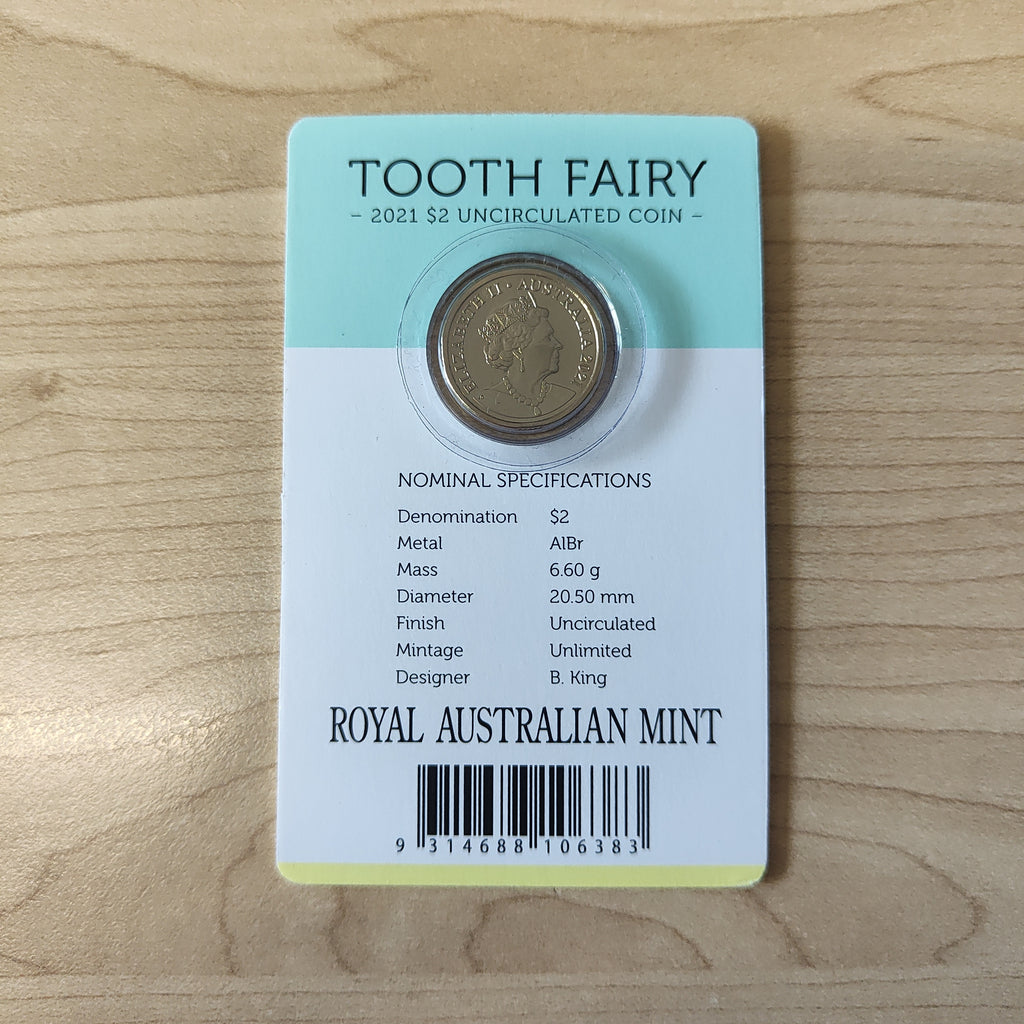 TOOTH FAIRY
– 2021 $2 UNCIRCULATED COIN –
ELIZABETH II · AUSTRALIA 2021
NOMINAL SPECIFICATIONS
Denomination $2
Metal AlBr
Mass 6.60 g
Diameter 20.50 mm
Finish Uncirculated
Mintage Unlimited
Designer B. King
ROYAL AUSTRALIAN MINT
9 314688 106383